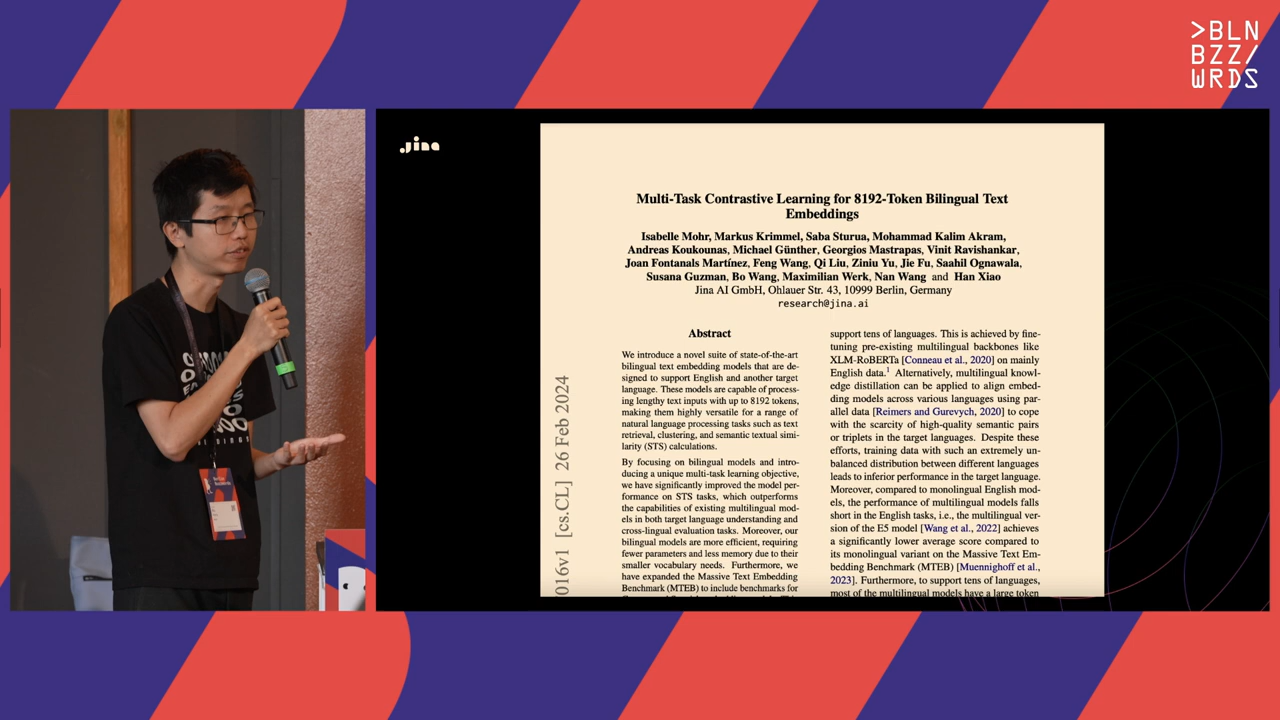 >BLN
BZZ/
WRDS
jina
Multi-Task Contrastive Learning for 8192-Token Bilingual Text
Embeddings
Isabelle Mohr, Markus Krimmel, Saba Sturua, Mohammad Kalim Akram,
Andreas Koukounas, Michael Günther, Georgios Mastrapas, Vinit Ravishankar,
Joan Fontanals Martínez, Feng Wang, Qi Liu, Ziniu Yu, Jie Fu, Saahil Ognawala,
Susana Guzman, Bo Wang, Maximilian Werk, Nan Wang and Han Xiao
Jina AI GmbH, Ohlauer Str. 43, 10999 Berlin, Germany
research@jina.ai
Abstract
We introduce a novel suite of state-of-the-art
bilingual text embedding models that are de-
signed to support English and another target
language. These models are capable of process-
ing lengthy text inputs with up to 8192 tokens,
making them highly versatile for a range of
natural language processing tasks such as text
retrieval, clustering, and semantic textual simi-
larity (STS) calculations.
By focusing on bilingual models and intro-
ducing a unique multi-task learning objective,
we have significantly improved the model per-
formance on STS tasks, which outperforms
the capabilities of existing multilingual mod-
els in both target language understanding and
cross-lingual evaluation tasks. Moreover, our
bilingual models are more efficient, requiring
fewer parameters and less memory due to their
smaller vocabulary needs. Furthermore, we
have expanded the Massive Text Embedding
Benchmark (MTEB) to include benchmarks for
support tens of languages. This is achieved by fine-
tuning pre-existing multilingual backbones like
XLM-RoBERTa [Conneau et al., 2020] on mainly
English data.1 Alternatively, multilingual knowl-
edge distillation can be applied to align embed-
ding models across various languages using par-
allel data [Reimers and Gurevych, 2020] to cope
with the scarcity of high-quality semantic pairs
or triplets in the target languages. Despite these
efforts, training data with such an extremely un-
balanced distribution between different languages
leads to inferior performance in the target language.
Moreover, compared to monolingual English mod-
els, the performance of multilingual models falls
short in the English tasks, i.e., the multilingual ver-
sion of the E5 model [Wang et al., 2022] achieves
a significantly lower average score compared to
its monolingual variant on the Massive Text Em-
bedding Benchmark (MTEB) [Muennighoff et al.,
2023]. Furthermore, to support tens of languages,
most of the multilingual models have a large token
016v1 [cs.CL] 26 Feb 2024